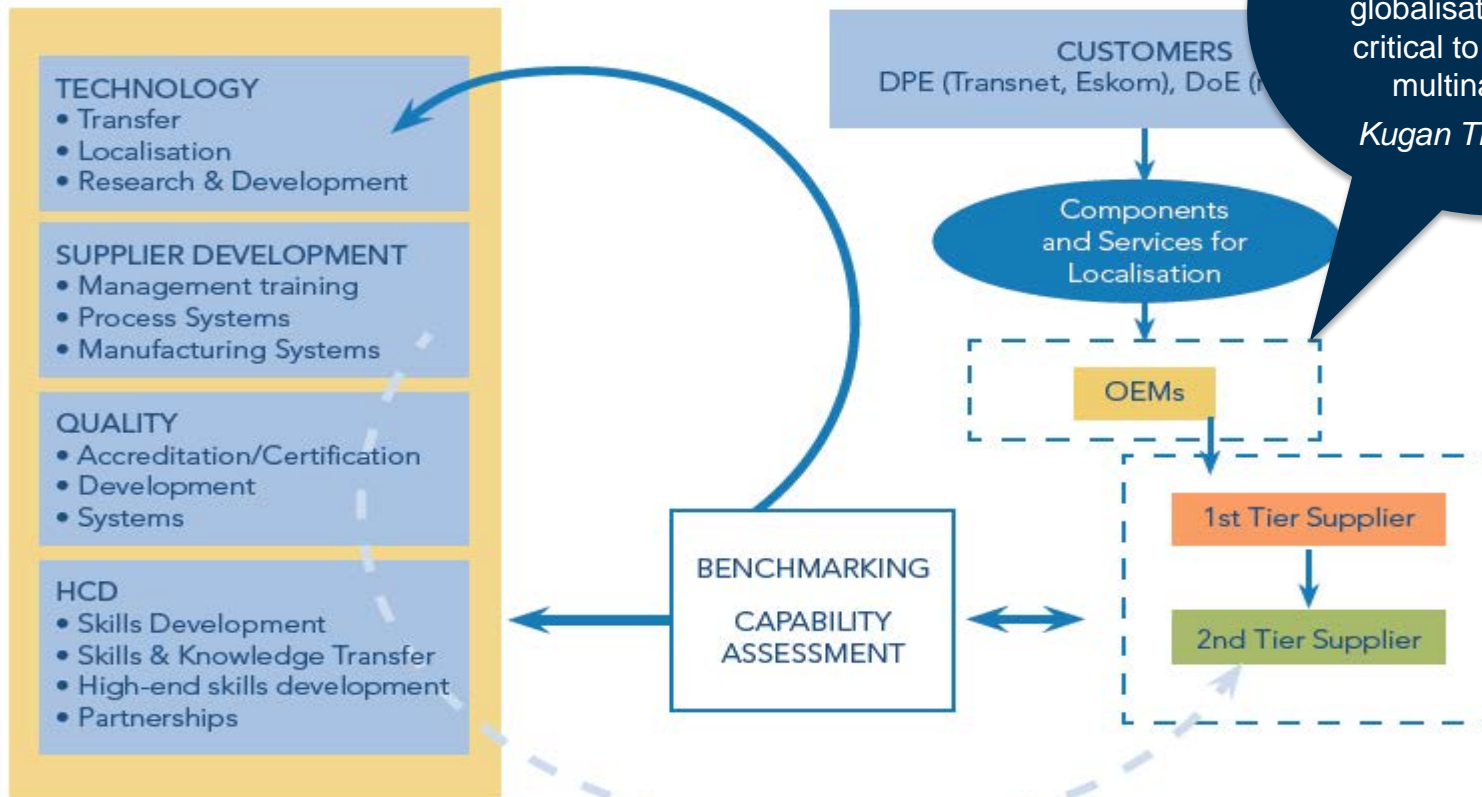 TECHNOLOGY
• Transfer
• Localisation
• Research & Development
SUPPLIER DEVELOPMENT
• Management training
• Process Systems
• Manufacturing Systems
QUALITY
• Accreditation/Certification
• Development
• Systems
HCD
• Skills Development
• Skills & Knowledge Transfer
• High-end skills development
• Partnerships
BENCHMARKING
CAPABILITY
ASSESSMENT
CUSTOMERS
DPE (Transnet, Eskom), DoE
critical to
Kugan
Components
and Services for
Localisation
OEMs
1st Tier Supplier
2nd Tier Supplier